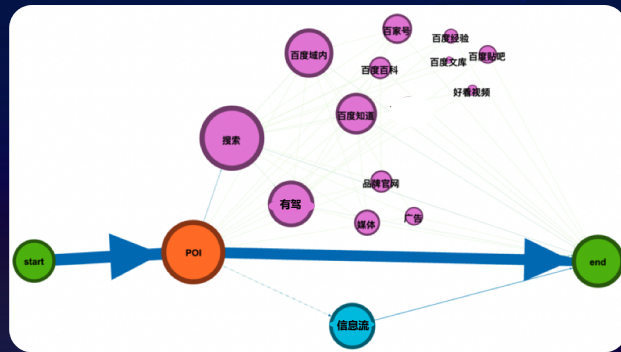 百家号
百度经验
百度域内
百度贴吧
百度文库
百度百科
好看视频
百度知道
搜索
品牌官网
有驾
广告
媒体
POI
start
end
信息流